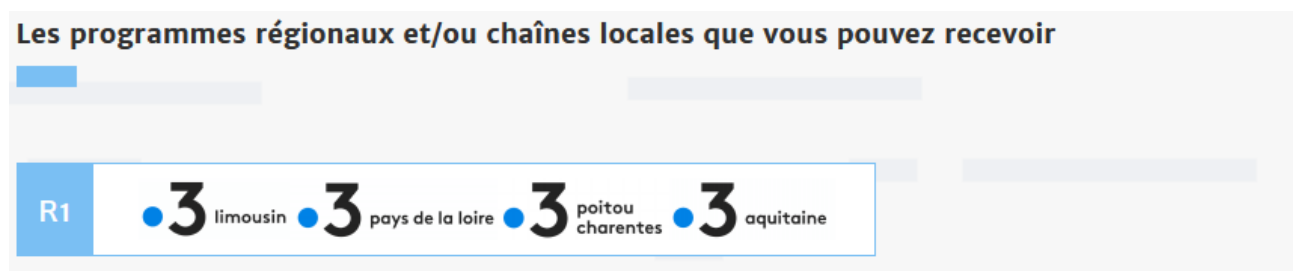 Les programmes régionaux et/ou chaînes locales que vous pouvez recevoir
R1 3 limousin 3 pays de la loire 3 poitou charentes 3 aquitaine